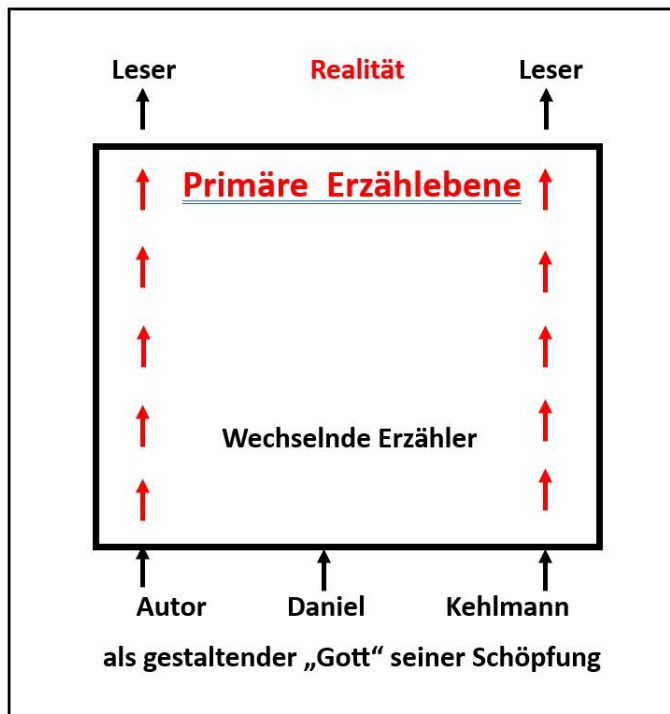 Leser Realität Leser
Primäre Erzählebene
Wechselnde Erzähler
Autor Daniel Kehlmann
als gestaltender „Gott“ seiner Schöpfung